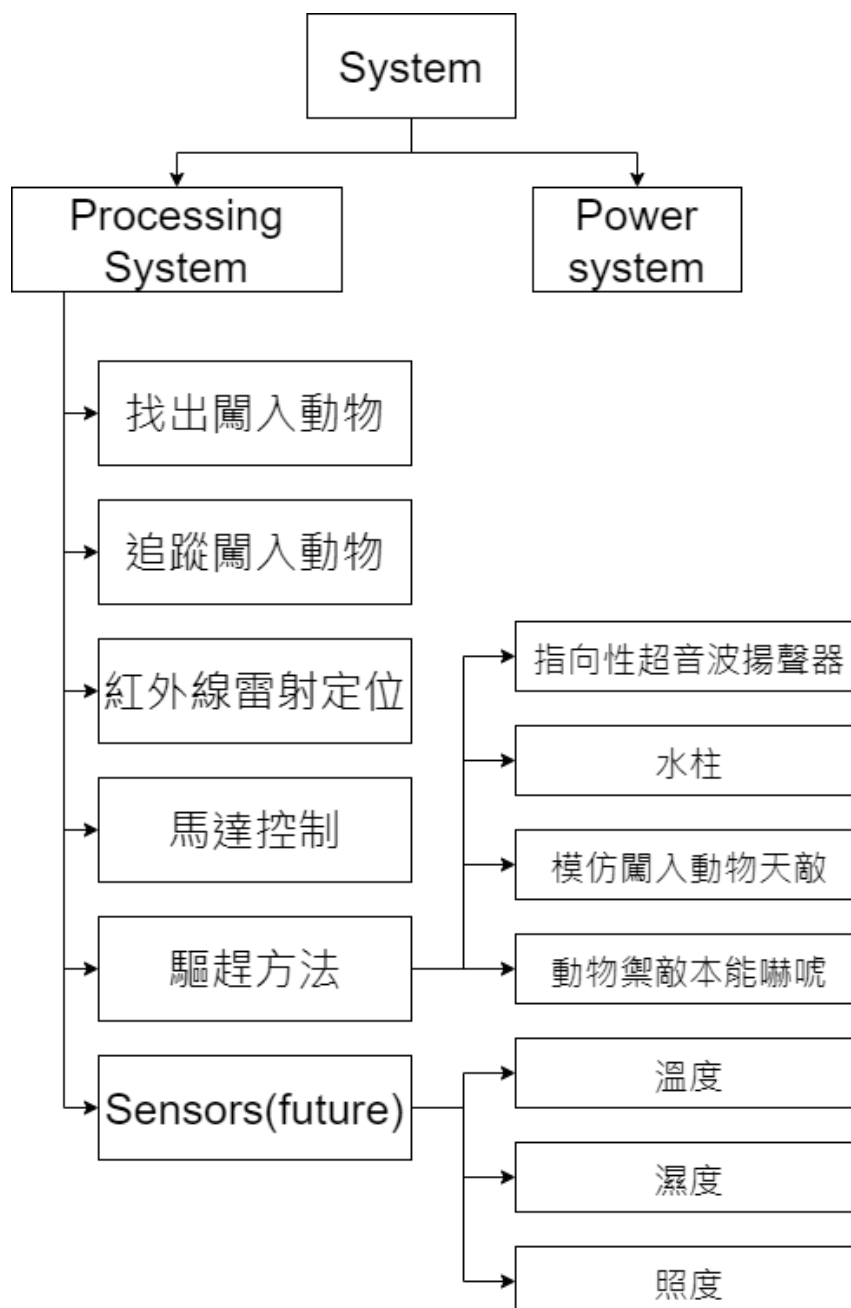 System
Processing
System
Power
system
找出闖入動物
追蹤闖入動物
紅外線雷射定位
馬達控制
驅趕方法
Sensors(future)
指向性超音波揚聲器
水柱
模仿闖入動物天敵
動物禦敵本能嚇唬
溫度
濕度
照度